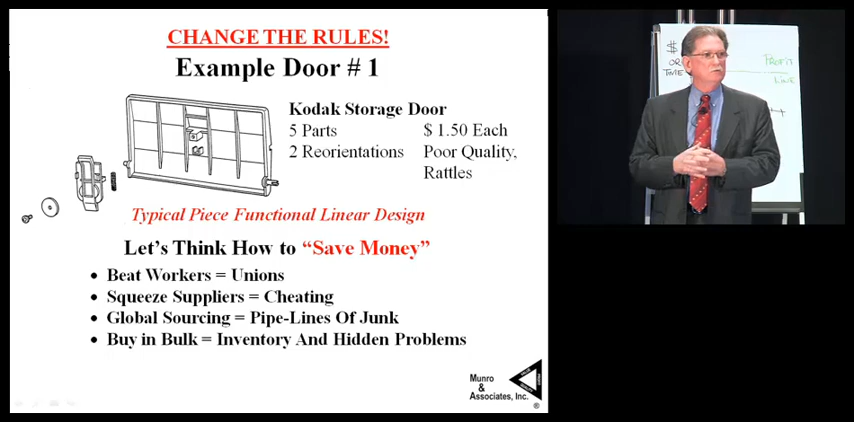 CHANGE THE RULES!
Example Door # 1
Kodak Storage Door
5 Parts $ 1.50 Each
2 Reorientations Poor Quality,
Rattles
Typical Piece Functional Linear Design
Let's Think How to “Save Money”
• Beat Workers = Unions
• Squeeze Suppliers = Cheating
• Global Sourcing = Pipe-Lines Of Junk
• Buy in Bulk = Inventory And Hidden Problems
Munro
&
Associates, Inc.
®
$
OR
TIME
PROFIT
LINE